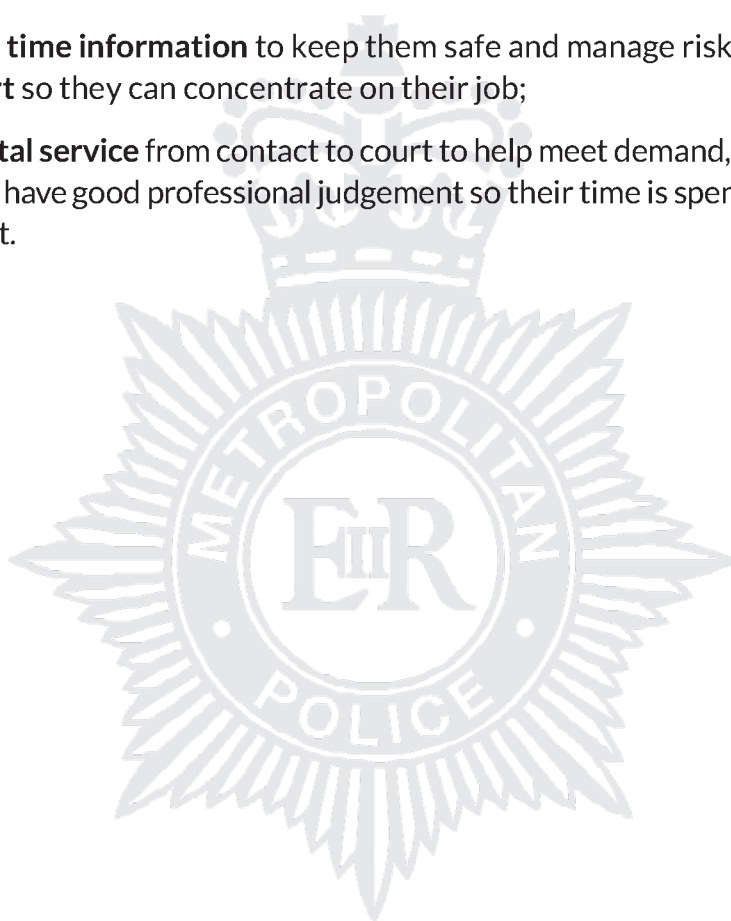 time information to keep them safe and manage risk
t so they can concentrate on their job;
tal service from contact to court to help meet demand,
have good professional judgement so their time is spen
t.
METROPOLITAN
EIIR
POLICE